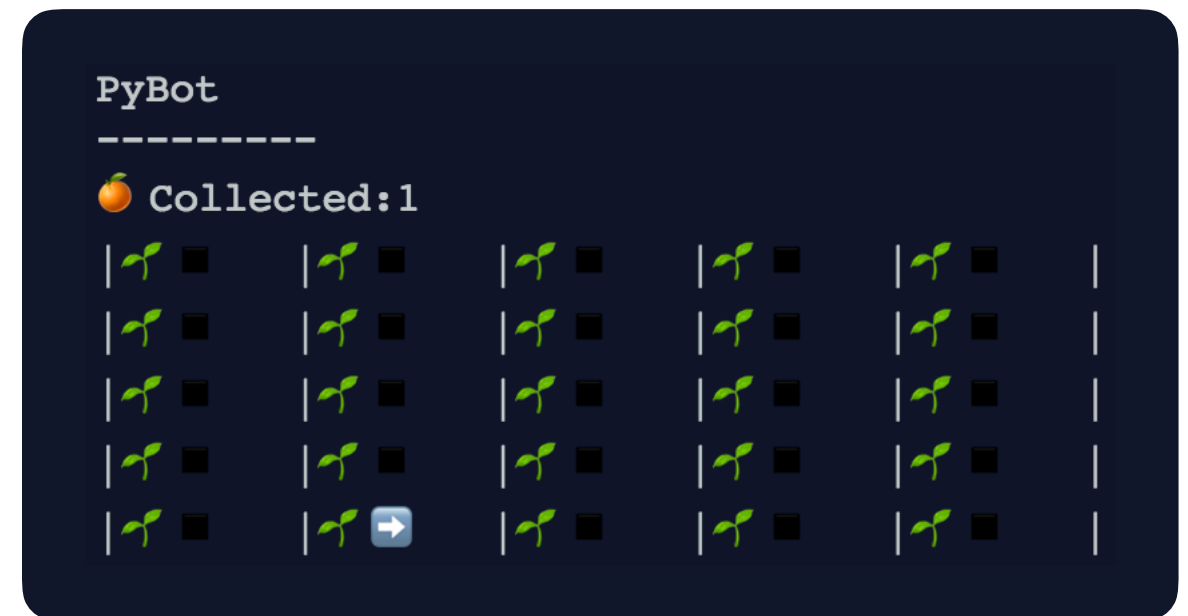 PyBot
---------
🍊 Collected:1
|🌱 ◼️ |🌱 ◼️ |🌱 ◼️ |🌱 ◼️ |🌱 ◼️ |
|🌱 ◼️ |🌱 ◼️ |🌱 ◼️ |🌱 ◼️ |🌱 ◼️ |
|🌱 ◼️ |🌱 ◼️ |🌱 ◼️ |🌱 ◼️ |🌱 ◼️ |
|🌱 ◼️ |🌱 ◼️ |🌱 ◼️ |🌱 ◼️ |🌱 ◼️ |
|🌱 ◼️ |🌱 ➡️ |🌱 ◼️ |🌱 ◼️ |🌱 ◼️ |